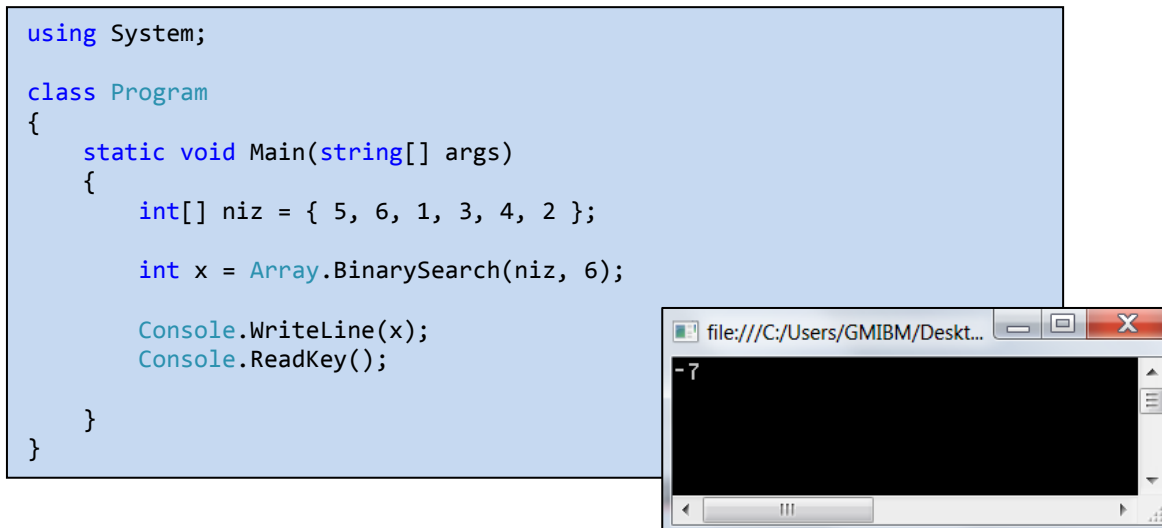 using System;
class Program
{
static void Main(string[] args)
{
int[] niz = { 5, 6, 1, 3, 4, 2 };
int x = Array.BinarySearch(niz, 6);
Console.WriteLine(x);
Console.ReadKey();
}
}
file:///C:/Users/GMIBM/Deskt...
-7